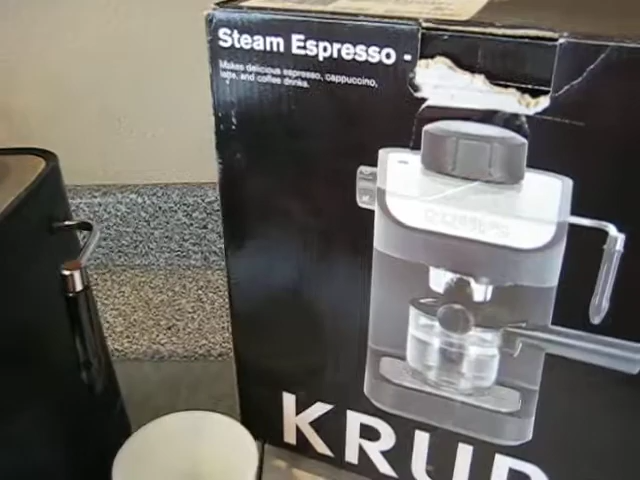 Steam Espresso -
Makes delicious espresso, cappuccino,
latte, and coffee drinks.
KRUP